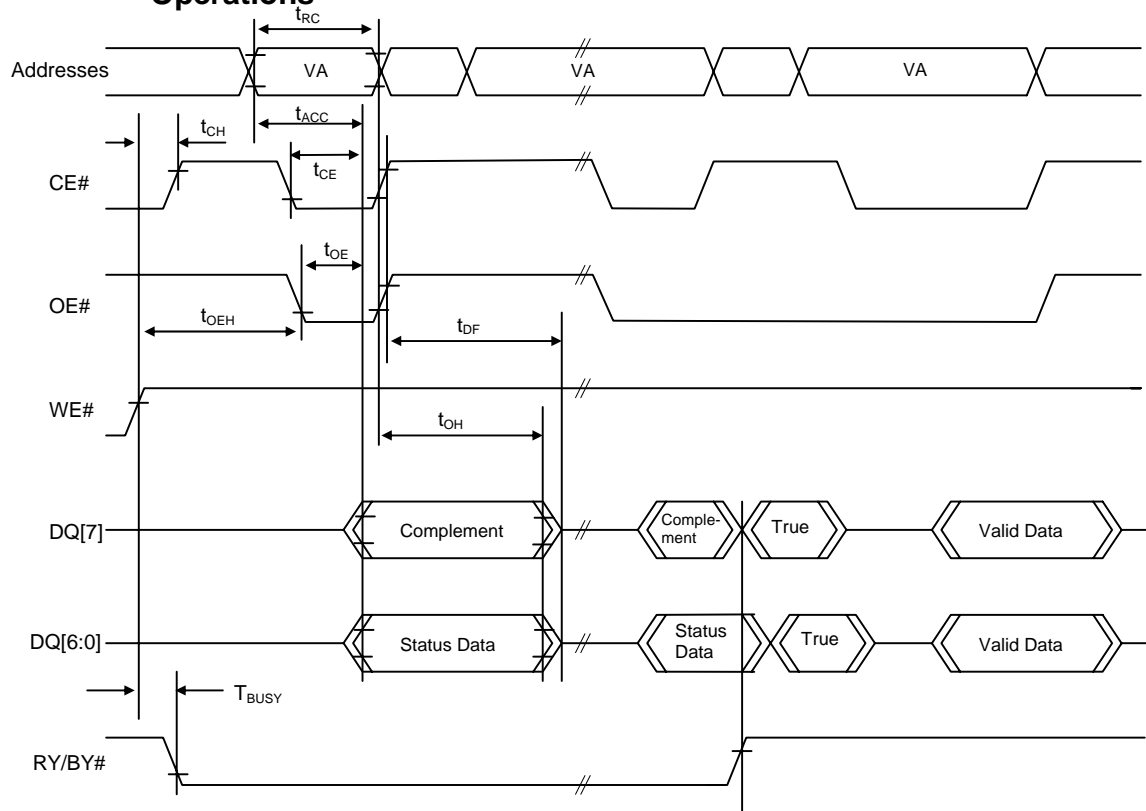 Operations
tRC
Addresses
VA
VA
VA
tACC
tCH
tCE
CE#
tOE
OE#
tOEH
tDF
WE#
tOH
DQ[7]
Complement
Comple-
ment
True
Valid Data
DQ[6:0]
Status Data
Status
Data
True
Valid Data
TBUSY
RY/BY#